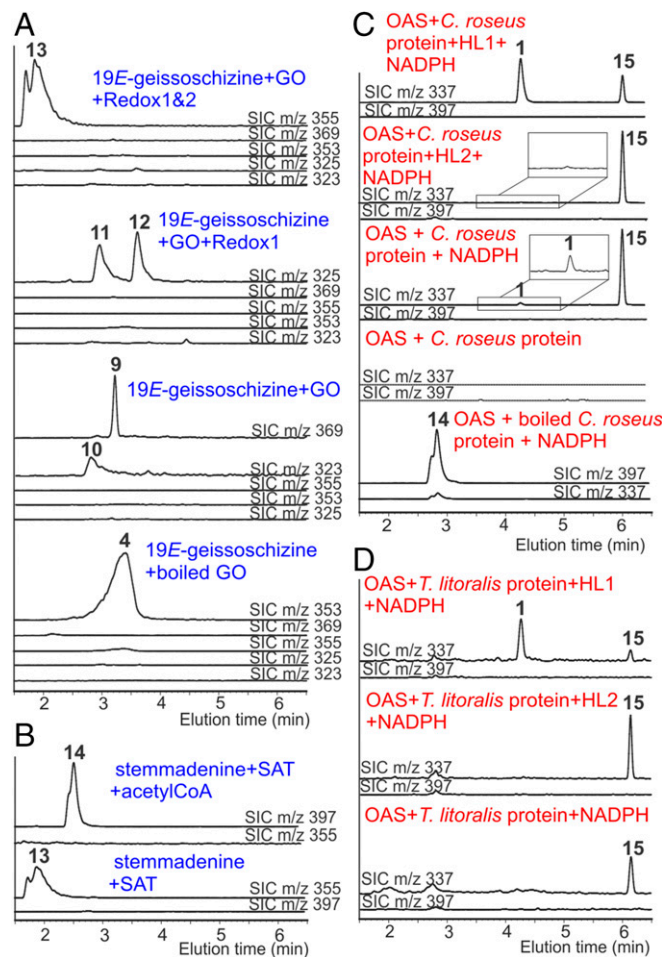 A
13
19E-geissoschizine+GO
+Redox1&2
SIC m/z 355
SIC m/z 369
SIC m/z 353
SIC m/z 325
SIC m/z 323
11
12
19E-geissoschizine
+GO+Redox1
SIC m/z 325
SIC m/z 369
SIC m/z 355
SIC m/z 353
SIC m/z 323
9
19E-geissoschizine+GO
SIC m/z 369
10
SIC m/z 323
SIC m/z 355
SIC m/z 353
SIC m/z 325
4
19E-geissoschizine
+boiled GO
SIC m/z 353
SIC m/z 369
SIC m/z 355
SIC m/z 325
SIC m/z 323
2 3 4 5 6
Elution time (min)
B
14
stemmadenine+SAT
+acetylCoA
SIC m/z 397
SIC m/z 355
13
stemmadenine
+SAT
SIC m/z 355
SIC m/z 397
2 3 4 5 6
Elution time (min)
C
OAS+C. roseus
protein+HL1+
NADPH
1
15
SIC m/z 337
SIC m/z 397
OAS+C. roseus
protein+HL2+
NADPH
15
SIC m/z 337
SIC m/z 397
OAS + C. roseus
protein + NADPH
1
15
1
SIC m/z 337
SIC m/z 397
OAS + C. roseus protein
SIC m/z 337
SIC m/z 397
14
OAS + boiled C. roseus
protein + NADPH
SIC m/z 397
SIC m/z 337
2 3 4 5 6
Elution time (min)
D
OAS+T. litoralis protein+HL1
+NADPH
1
15
SIC m/z 337
SIC m/z 397
OAS+T. litoralis protein+HL2
+NADPH
15
SIC m/z 337
SIC m/z 397
OAS+T. litoralis protein+NADPH
15
SIC m/z 337
SIC m/z 397
2 3 4 5 6
Elution time (min)